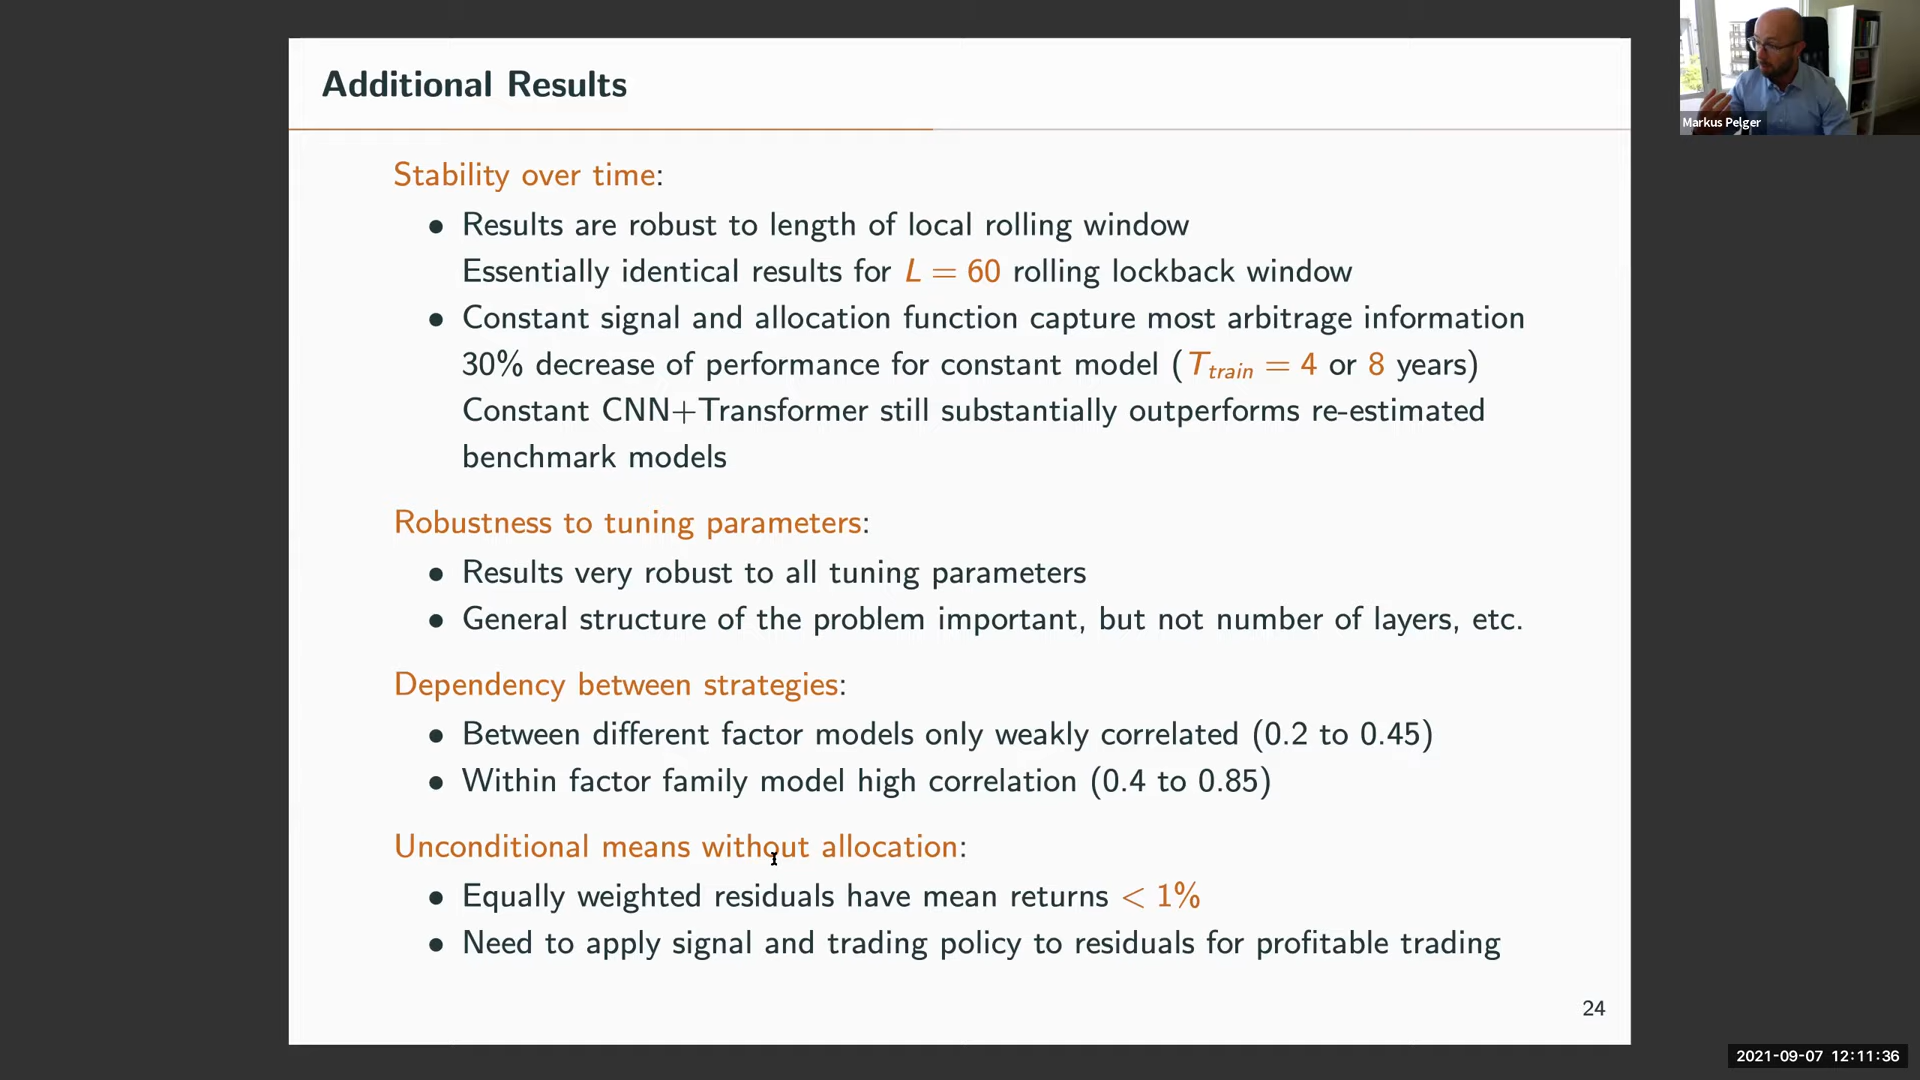 Additional Results
Markus Pelger
Stability over time:
• Results are robust to length of local rolling window
Essentially identical results for L = 60 rolling lockback window
• Constant signal and allocation function capture most arbitrage information
30% decrease of performance for constant model (T_train = 4 or 8 years)
Constant CNN+Transformer still substantially outperforms re-estimated
benchmark models
Robustness to tuning parameters:
• Results very robust to all tuning parameters
• General structure of the problem important, but not number of layers, etc.
Dependency between strategies:
• Between different factor models only weakly correlated (0.2 to 0.45)
• Within factor family model high correlation (0.4 to 0.85)
Unconditional means without allocation:
• Equally weighted residuals have mean returns < 1%
• Need to apply signal and trading policy to residuals for profitable trading
24
2021-09-07 12:11:36